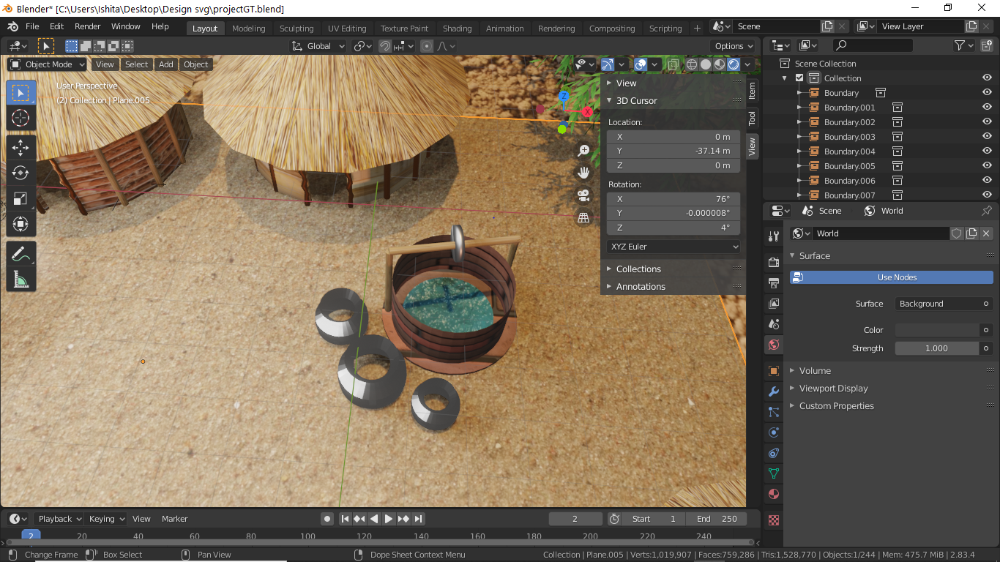 Blender* [C:\Users\Ishita\Desktop\Design svg\projectGT.blend]
File Edit Render Window Help Layout Modeling Sculpting UV Editing Texture Paint Shading Animation Rendering Compositing Scripting + Scene View Layer
Global Options
Object Mode View Select Add Object
User Perspective
(2) Collection | Plane.005
Z
X
View
3D Cursor
Location:
X 0 m
Y -37.14 m
Z 0 m
Rotation:
X 76°
Y -0.000008°
Z 4°
XYZ Euler
Collections
Annotations
Item
Tool
View
Scene Collection
Collection
Boundary
Boundary.001
Boundary.002
Boundary.003
Boundary.004
Boundary.005
Boundary.006
Boundary.007
Scene World
World
Surface
Use Nodes
Surface Background
Color
Strength 1.000
Volume
Viewport Display
Custom Properties
Playback Keying View Marker 2 Start 1 End 250
2 20 40 60 80 100 120 140 160 180 200 220 240
Change Frame Box Select Pan View Dope Sheet Context Menu Collection | Plane.005 | Verts:1,019,907 | Faces:759,286 | Tris:1,528,770 | Objects:1/244 | Mem: 475.7 MiB | 2.83.4